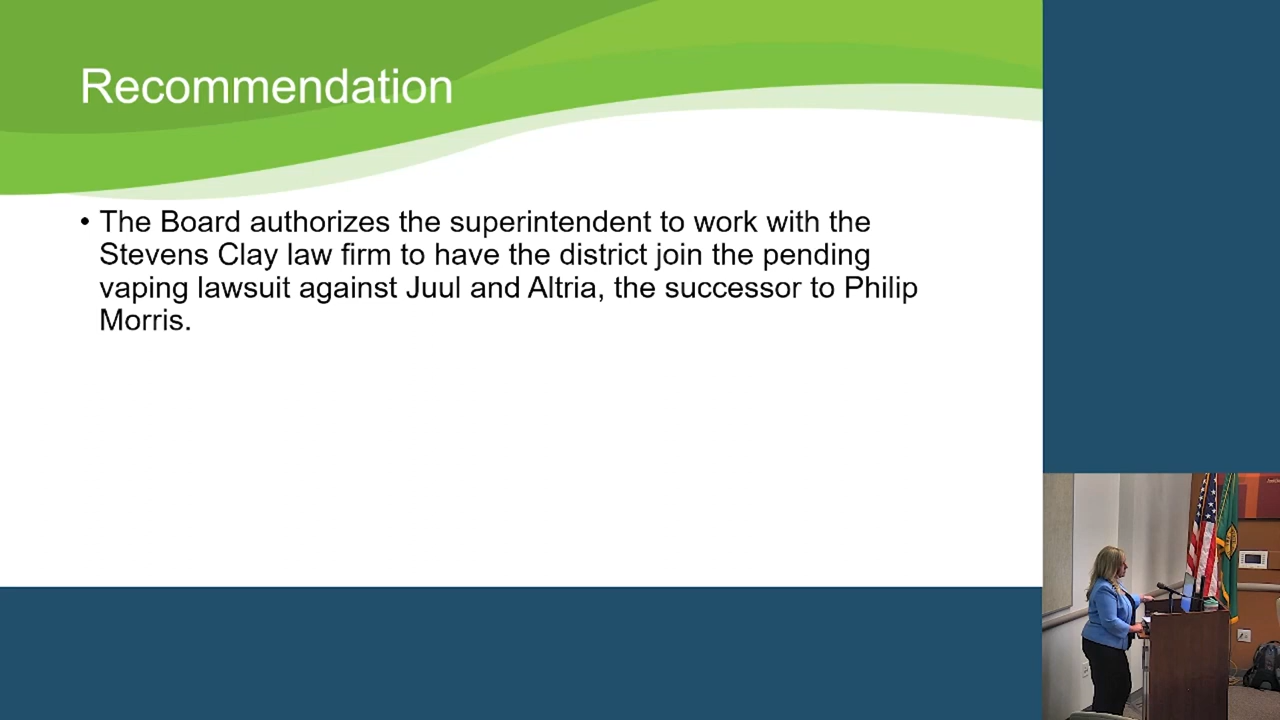 Recommendation
• The Board authorizes the superintendent to work with the
Stevens Clay law firm to have the district join the pending
vaping lawsuit against Juul and Altria, the successor to Philip
Morris.